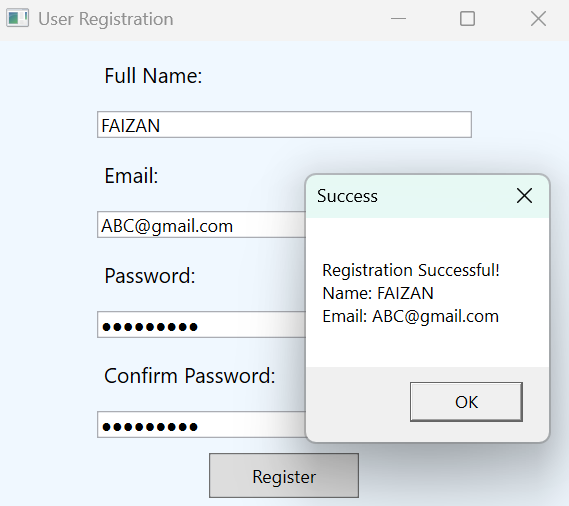 User Registration
Full Name:
FAIZAN
Email:
ABC@gmail.com
Password:
●●●●●●●●●
Confirm Password:
●●●●●●●●●
Register
Success
Registration Successful!
Name: FAIZAN
Email: ABC@gmail.com
OK